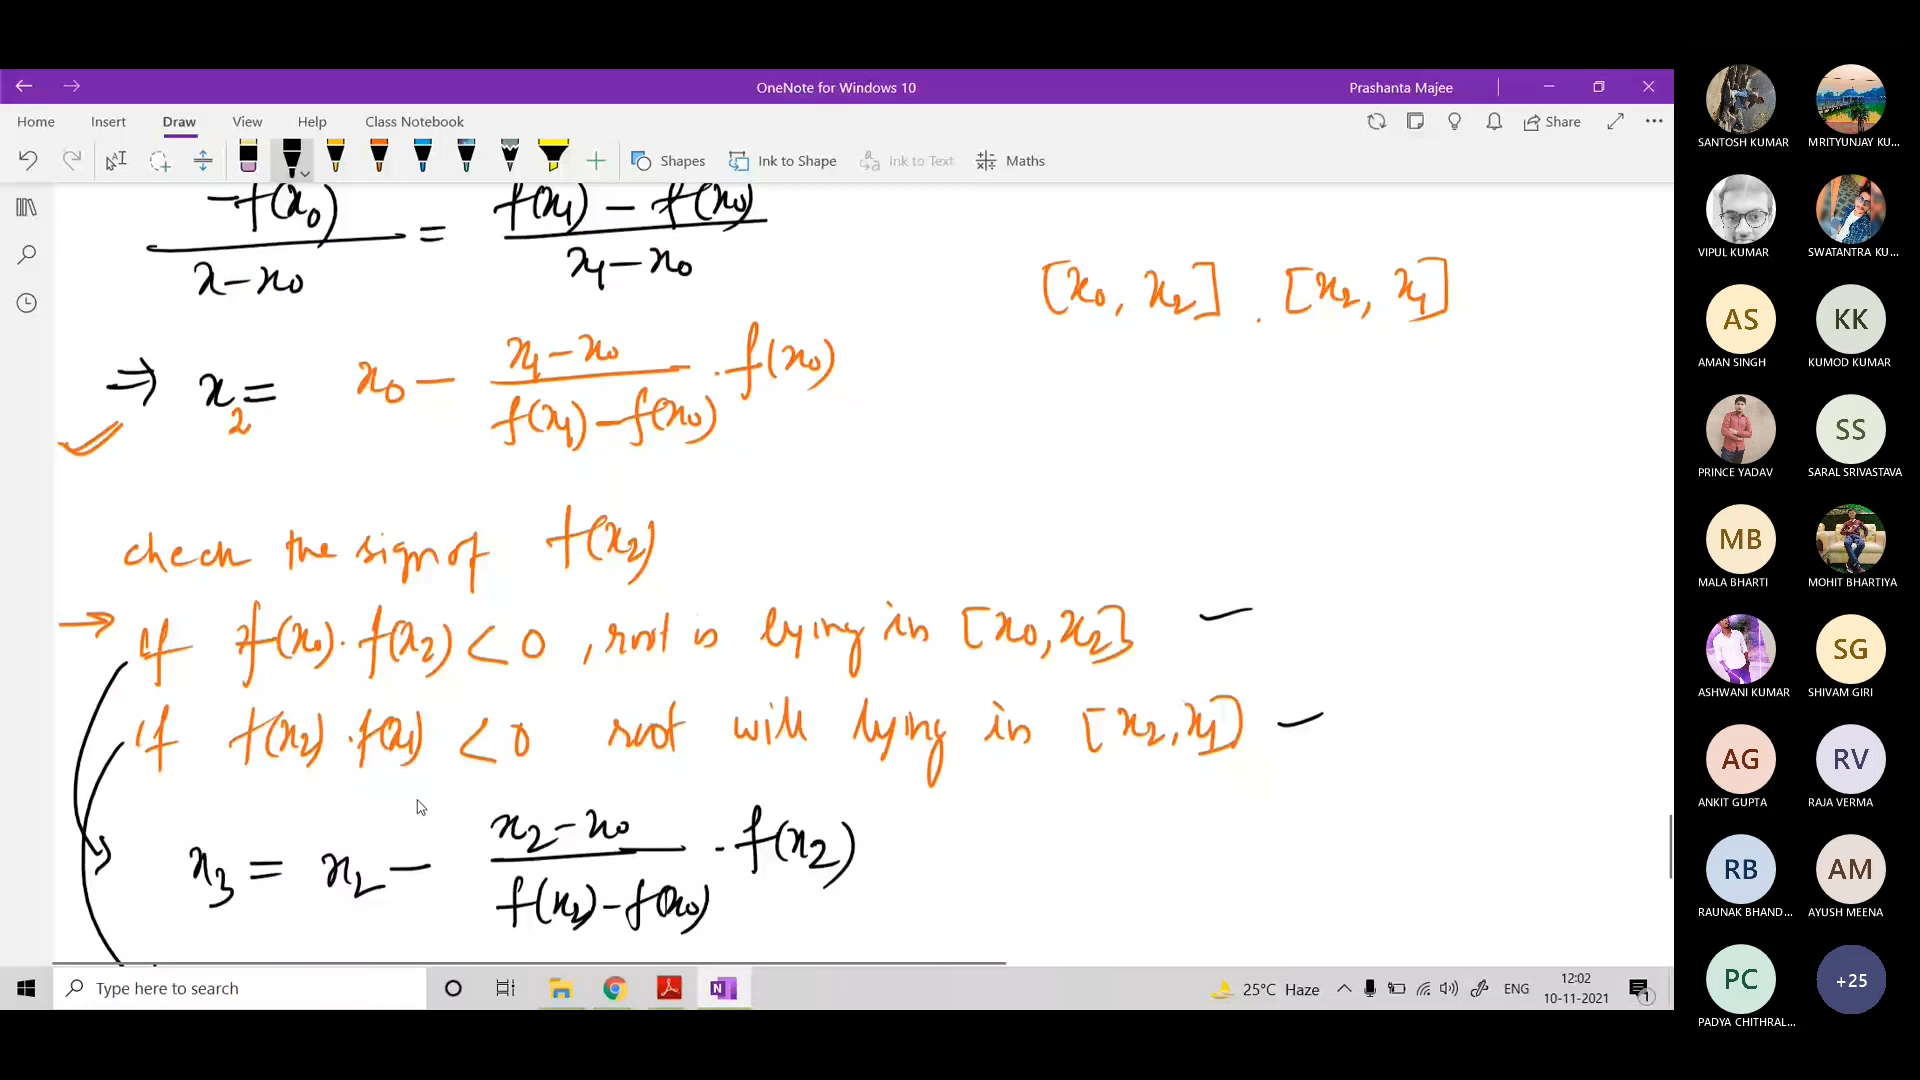 OneNote for Windows 10
Prashanta Majee
Home Insert Draw View Help Class Notebook
Share
Shapes Ink to Shape Ink to Text Maths
-f(x₀) / x-x₀ = f(x₁) - f(x₀) / x₁-x₀
[x₀, x₂] . [x₂, x₁]
⇒ x₂ = x₀ - x₁-x₀ / f(x₁)-f(x₀) · f(x₀)
check the sign of f(x₂)
→ if f(x₀)·f(x₂) < 0, root is lying in [x₀, x₂]
if f(x₂)·f(x₁) < 0 root will lying in [x₂, x₁]
x₃ = x₂ - x₂-x₀ / f(x₂)-f(x₀) · f(x₂)
Type here to search
25°C Haze
ENG
12:02
10-11-2021
1
SANTOSH KUMAR
MRITYUNJAY KU...
VIPUL KUMAR
SWATANTRA KU...
AS
KK
AMAN SINGH
KUMOD KUMAR
SS
PRINCE YADAV
SARAL SRIVASTAVA
MB
MALA BHARTI
MOHIT BHARTIYA
SG
ASHWANI KUMAR
SHIVAM GIRI
AG
RV
ANKIT GUPTA
RAJA VERMA
RB
AM
RAUNAK BHAND...
AYUSH MEENA
PC
+25
PADYA CHITHRAL...